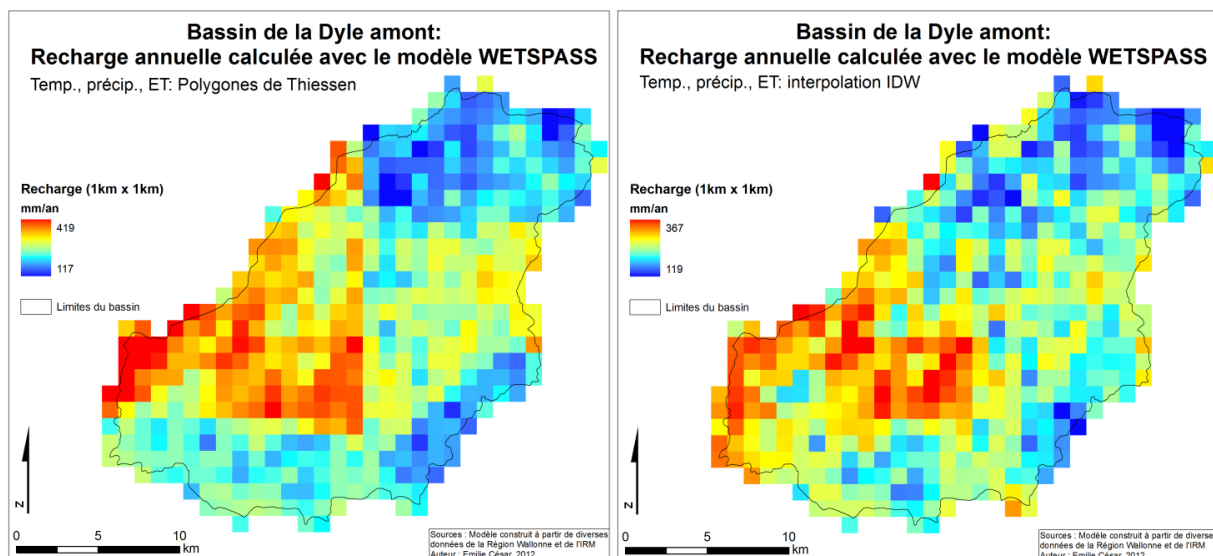 Bassin de la Dyle amont:
Recharge annuelle calculée avec le modèle WETSPASS
Temp., précip., ET: Polygones de Thiessen
Recharge (1km x 1km)
mm/an
419
117
Limites du bassin
N
0 5 10
km
Sources : Modèle construit à partir de diverses
données de la Région Wallonne et de l'IRM
Auteur : Emilie César, 2012
Bassin de la Dyle amont:
Recharge annuelle calculée avec le modèle WETSPASS
Temp., précip., ET: interpolation IDW
Recharge (1km x 1km)
mm/an
367
119
Limites du bassin
N
0 5 10
km
Sources : Modèle construit à partir de diverses
données de la Région Wallonne et de l'IRM
Auteur : Emilie César, 2012